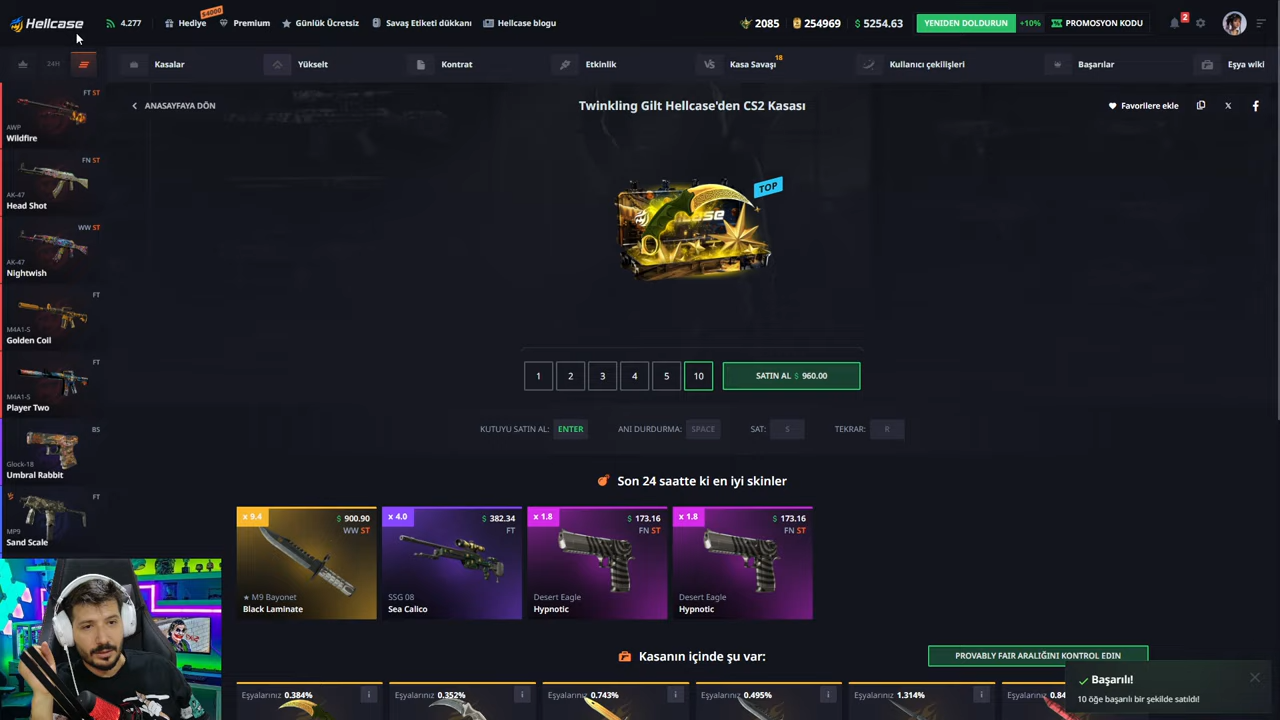 Hellcase
4.277
Hediye
$4000
Premium
Günlük Ücretsiz
Savaş Etiketi dükkanı
Hellcase blogu
2085
254969
$ 5254.63
YENIDEN DOLDURUN
+10%
PROMOSYON KODU
2
24H
Kasalar
Yükselt
Kontrat
Etkinlik
Kasa Savaşı
18
Kullanıcı çekilişleri
Başarılar
Eşya wiki
ANASAYFAYA DÖN
Twinkling Gilt Hellcase'den CS2 Kasası
Favorilere ekle
FT ST
AWP
Wildfire
FN ST
AK-47
Head Shot
WW ST
AK-47
Nightwish
FT
M4A1-S
Golden Coil
FT
M4A1-S
Player Two
BS
Glock-18
Umbral Rabbit
FT
MP9
Sand Scale
TOP
1
2
3
4
5
10
SATIN AL $ 960.00
KUTUYU SATIN AL: ENTER
ANI DURDURMA: SPACE
SAT: S
TEKRAR: R
Son 24 saatte ki en iyi skinler
x 9.4
$ 900.90
WW ST
★ M9 Bayonet
Black Laminate
x 4.0
$ 382.34
FT
SSG 08
Sea Calico
x 1.8
$ 173.16
FN ST
Desert Eagle
Hypnotic
x 1.8
$ 173.16
FN ST
Desert Eagle
Hypnotic
Kasanın içinde şu var:
PROVABLY FAIR ARALIĞINI KONTROL EDIN
Eşyalarınız 0.384%
Eşyalarınız 0.352%
Eşyalarınız 0.743%
Eşyalarınız 0.495%
Eşyalarınız 1.314%
Eşyalarınız 0.84
Başarılı!
10 öğe başarılı bir şekilde satıldı!